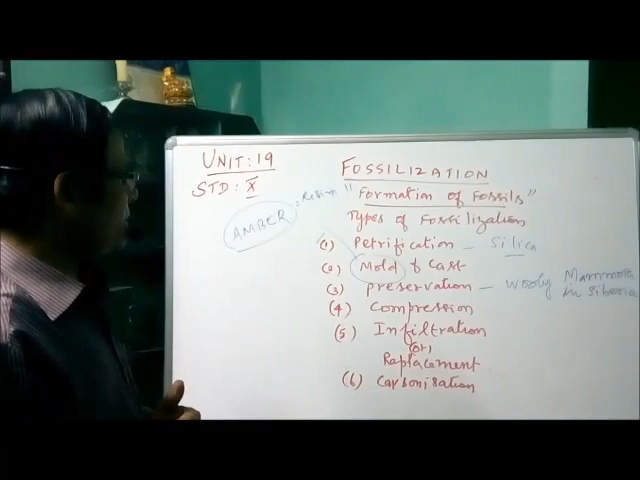 UNIT: 19
STD: X
FOSSILIZATION
"Formation of Fossils"
AMBER : Resin
Types of Fossilization
(1) Petrification - Silica
(2) Mold & Cast
(3) preservation - wooly Mammoth
in Siberia
(4) Compression
(5) Infiltration
(or)
Replacement
(6) Carbonisation